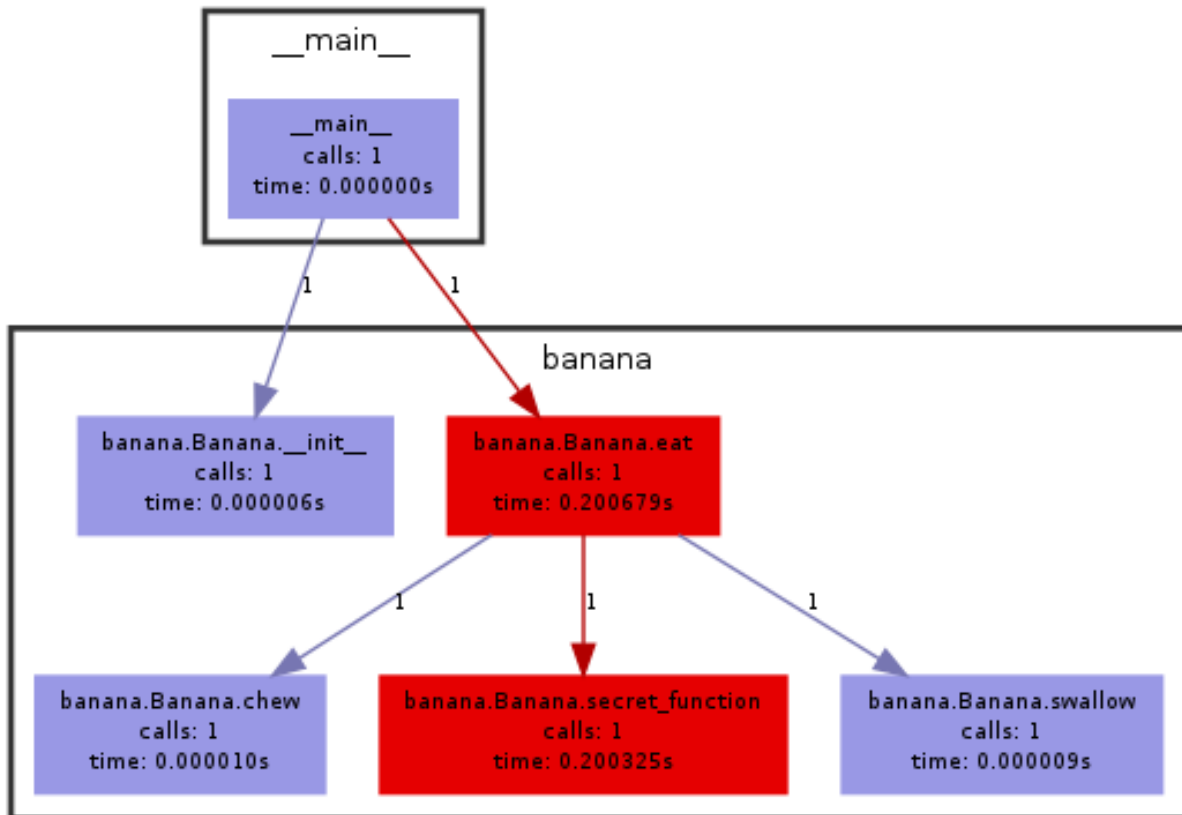 __main__
__main__
calls: 1
time: 0.000000s
1
1
banana
banana.Banana.__init__
calls: 1
time: 0.000006s
banana.Banana.eat
calls: 1
time: 0.200679s
1
1
1
banana.Banana.chew
calls: 1
time: 0.000010s
banana.Banana.secret_function
calls: 1
time: 0.200325s
banana.Banana.swallow
calls: 1
time: 0.000009s